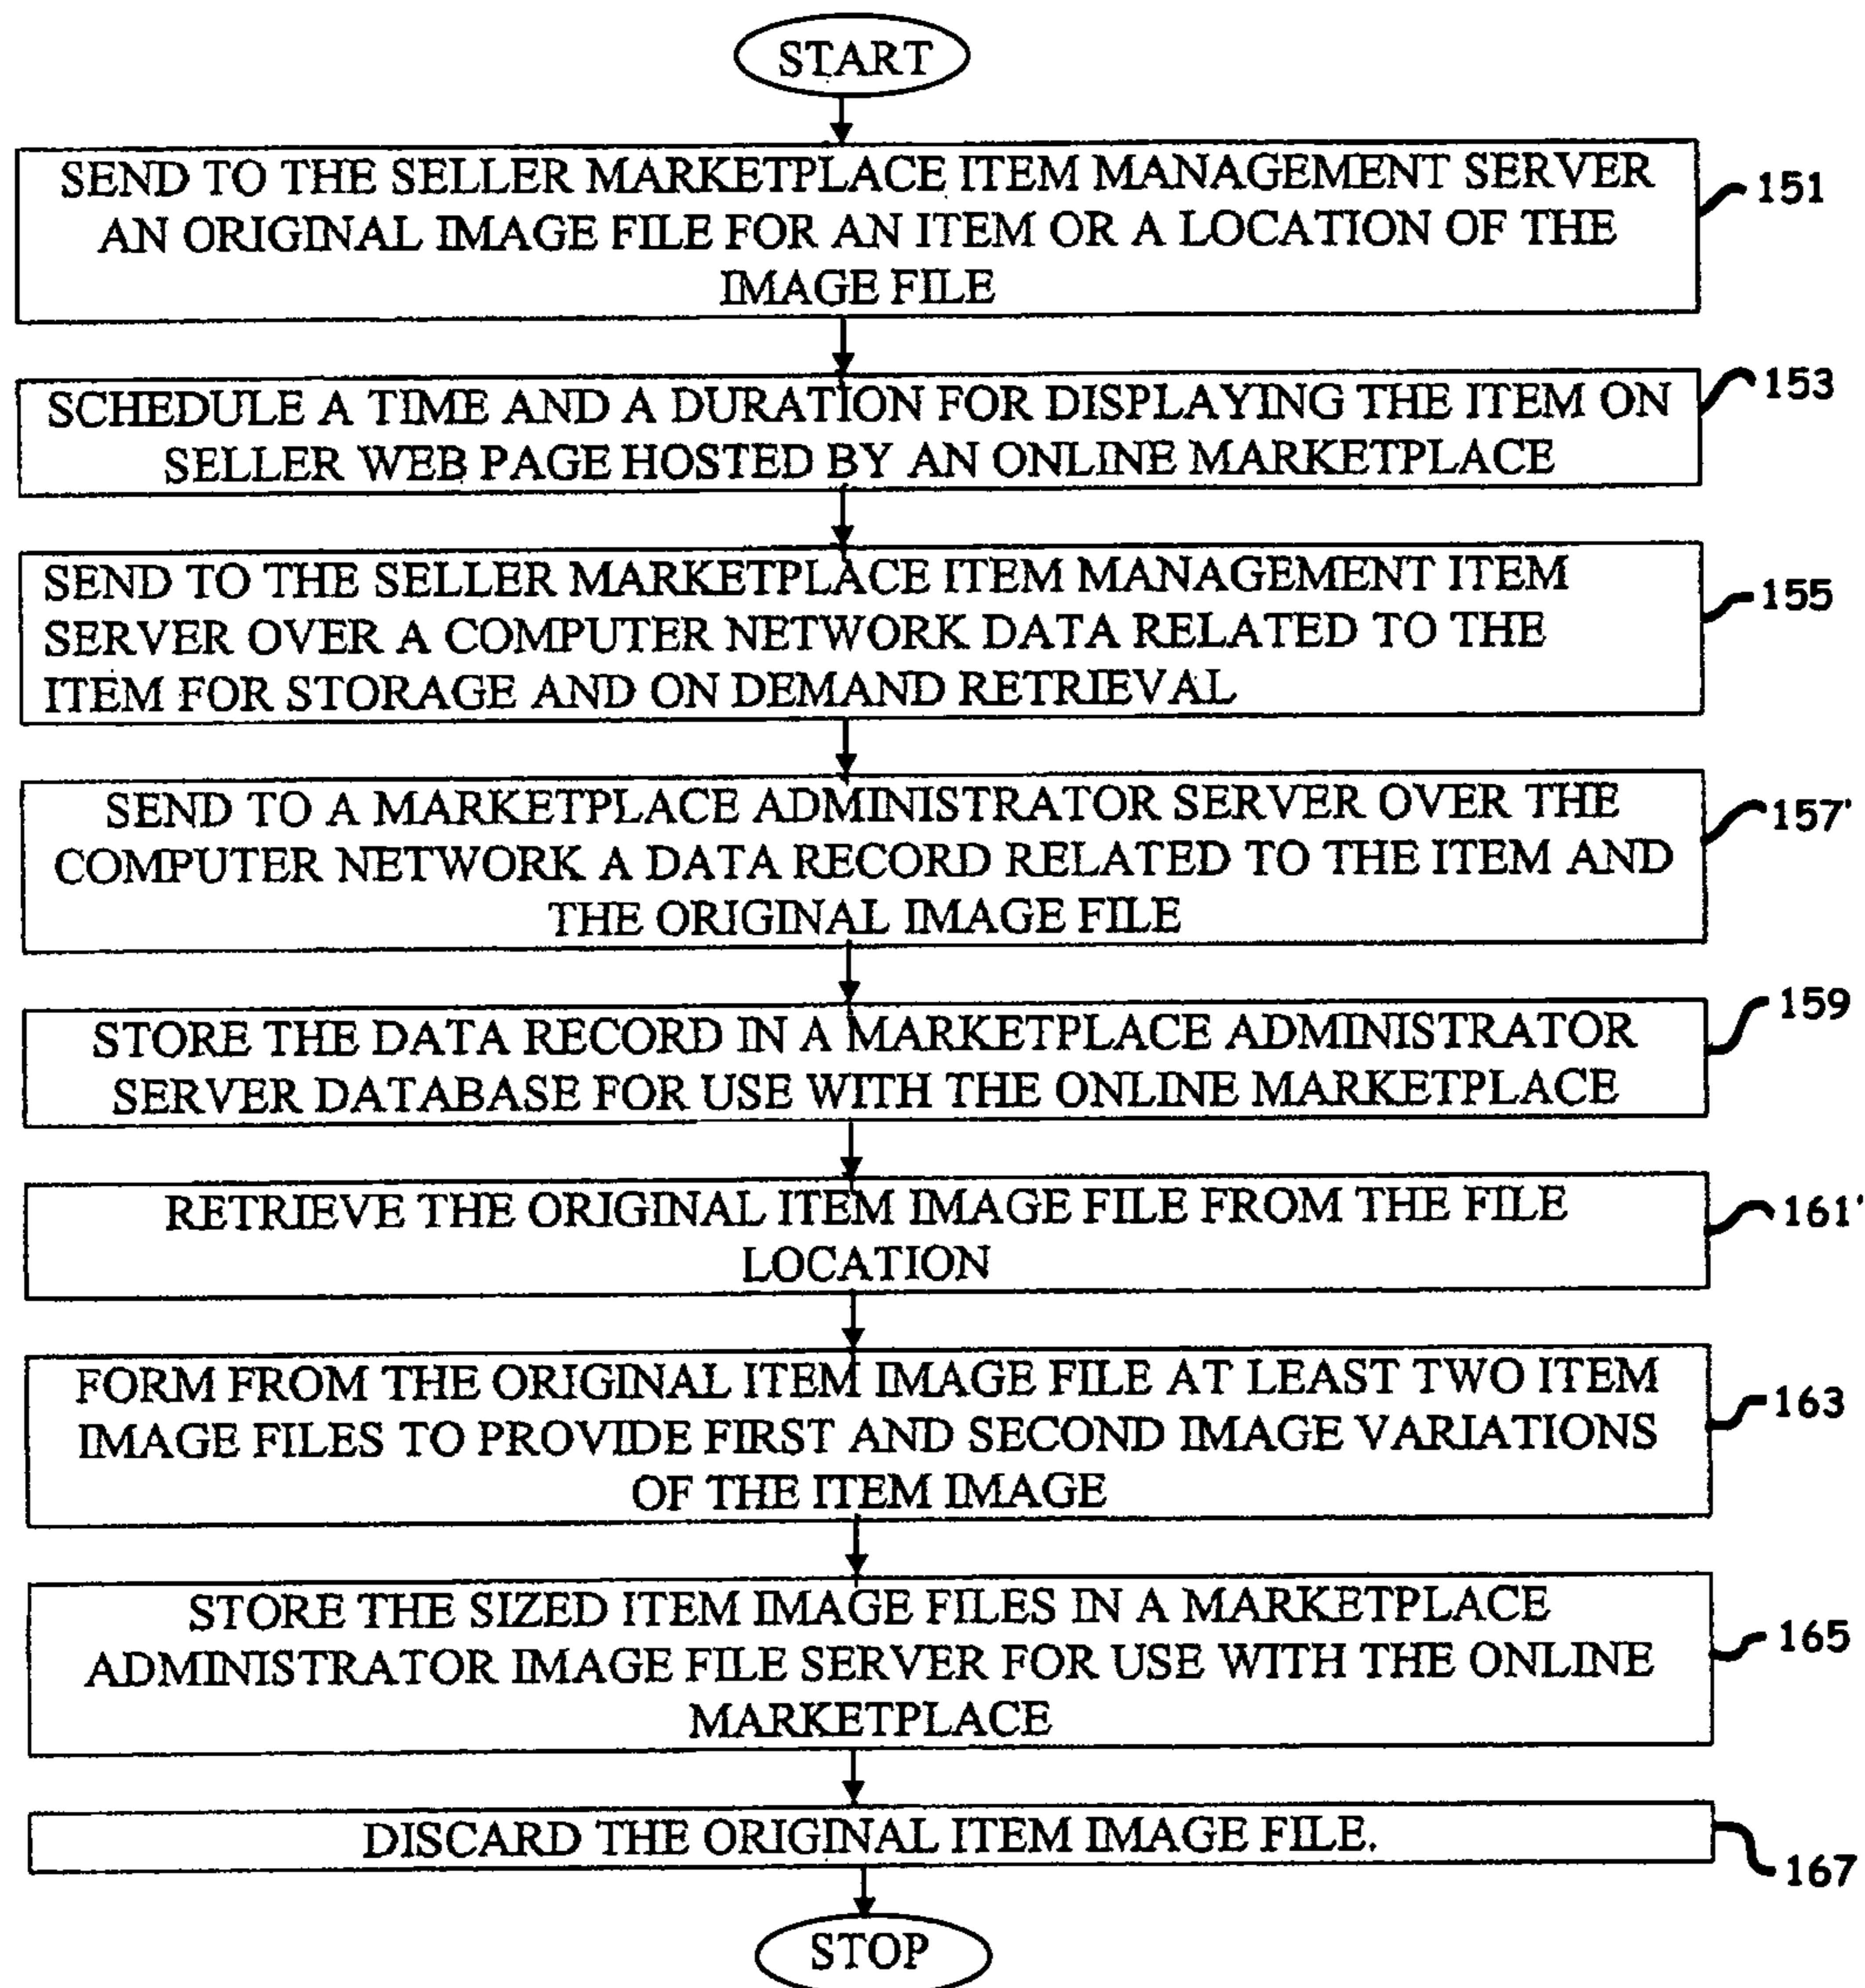 START
SEND TO THE SELLER MARKETPLACE ITEM MANAGEMENT SERVER
AN ORIGINAL IMAGE FILE FOR AN ITEM OR A LOCATION OF THE
IMAGE FILE
151
SCHEDULE A TIME AND A DURATION FOR DISPLAYING THE ITEM ON
SELLER WEB PAGE HOSTED BY AN ONLINE MARKETPLACE
153
SEND TO THE SELLER MARKETPLACE ITEM MANAGEMENT ITEM
SERVER OVER A COMPUTER NETWORK DATA RELATED TO THE
ITEM FOR STORAGE AND ON DEMAND RETRIEVAL
155
SEND TO A MARKETPLACE ADMINISTRATOR SERVER OVER THE
COMPUTER NETWORK A DATA RECORD RELATED TO THE ITEM AND
THE ORIGINAL IMAGE FILE
157'
STORE THE DATA RECORD IN A MARKETPLACE ADMINISTRATOR
SERVER DATABASE FOR USE WITH THE ONLINE MARKETPLACE
159
RETRIEVE THE ORIGINAL ITEM IMAGE FILE FROM THE FILE
LOCATION
161'
FORM FROM THE ORIGINAL ITEM IMAGE FILE AT LEAST TWO ITEM
IMAGE FILES TO PROVIDE FIRST AND SECOND IMAGE VARIATIONS
OF THE ITEM IMAGE
163
STORE THE SIZED ITEM IMAGE FILES IN A MARKETPLACE
ADMINISTRATOR IMAGE FILE SERVER FOR USE WITH THE ONLINE
MARKETPLACE
165
DISCARD THE ORIGINAL ITEM IMAGE FILE.
167
STOP